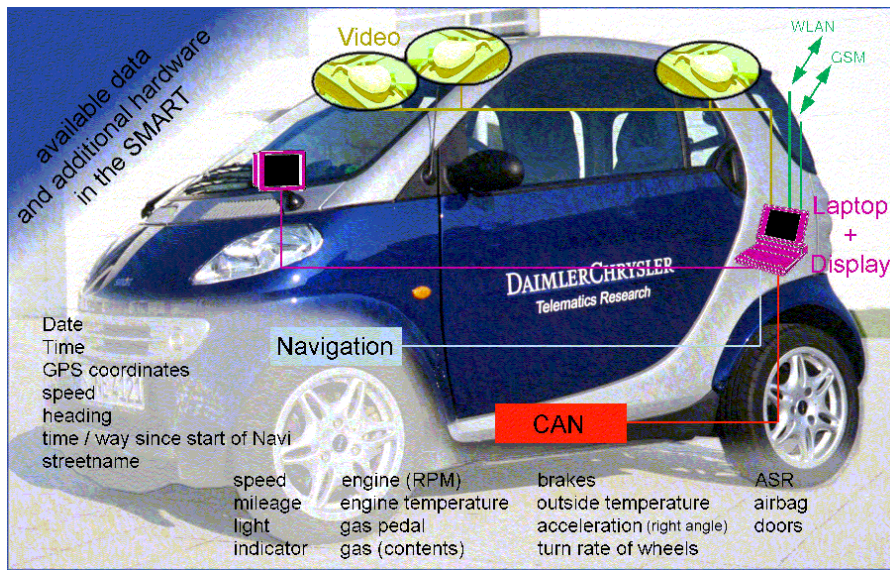 available data
and additional hardware
in the SMART
Video
WLAN
GSM
Laptop
+
Display
DAIMLERCHRYSLER
Telematics Research
Navigation
Date
Time
GPS coordinates
speed
heading
time / way since start of Navi
streetname
CAN
speed engine (RPM) brakes ASR
mileage engine temperature outside temperature airbag
light gas pedal acceleration (right angle) doors
indicator gas (contents) turn rate of wheels